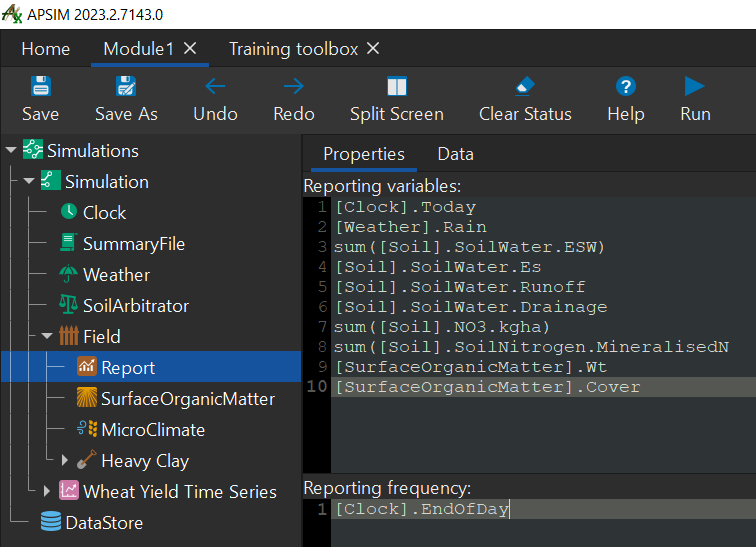 APSIM 2023.2.7143.0
Home Module1 Training toolbox
Save Save As Undo Redo Split Screen Clear Status Help Run
Simulations
Simulation
Clock
SummaryFile
Weather
SoilArbitrator
Field
Report
SurfaceOrganicMatter
MicroClimate
Heavy Clay
Wheat Yield Time Series
DataStore
Properties Data
Reporting variables:
1 [Clock].Today
2 [Weather].Rain
3 sum([Soil].SoilWater.ESW)
4 [Soil].SoilWater.Es
5 [Soil].SoilWater.Runoff
6 [Soil].SoilWater.Drainage
7 sum([Soil].NO3.kgha)
8 sum([Soil].SoilNitrogen.MineralisedN
9 [SurfaceOrganicMatter].Wt
10 [SurfaceOrganicMatter].Cover
Reporting frequency:
1 [Clock].EndOfDay